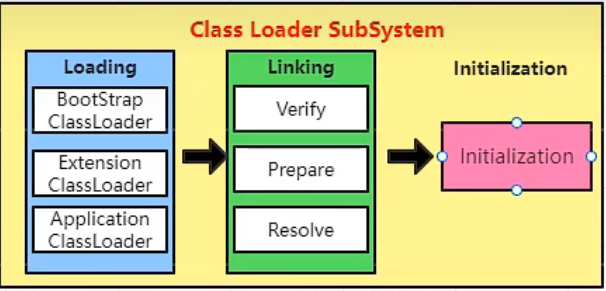 Class Loader SubSystem
Loading
BootStrap
ClassLoader
Extension
ClassLoader
Application
ClassLoader
Linking
Verify
Prepare
Resolve
Initialization
Initialization